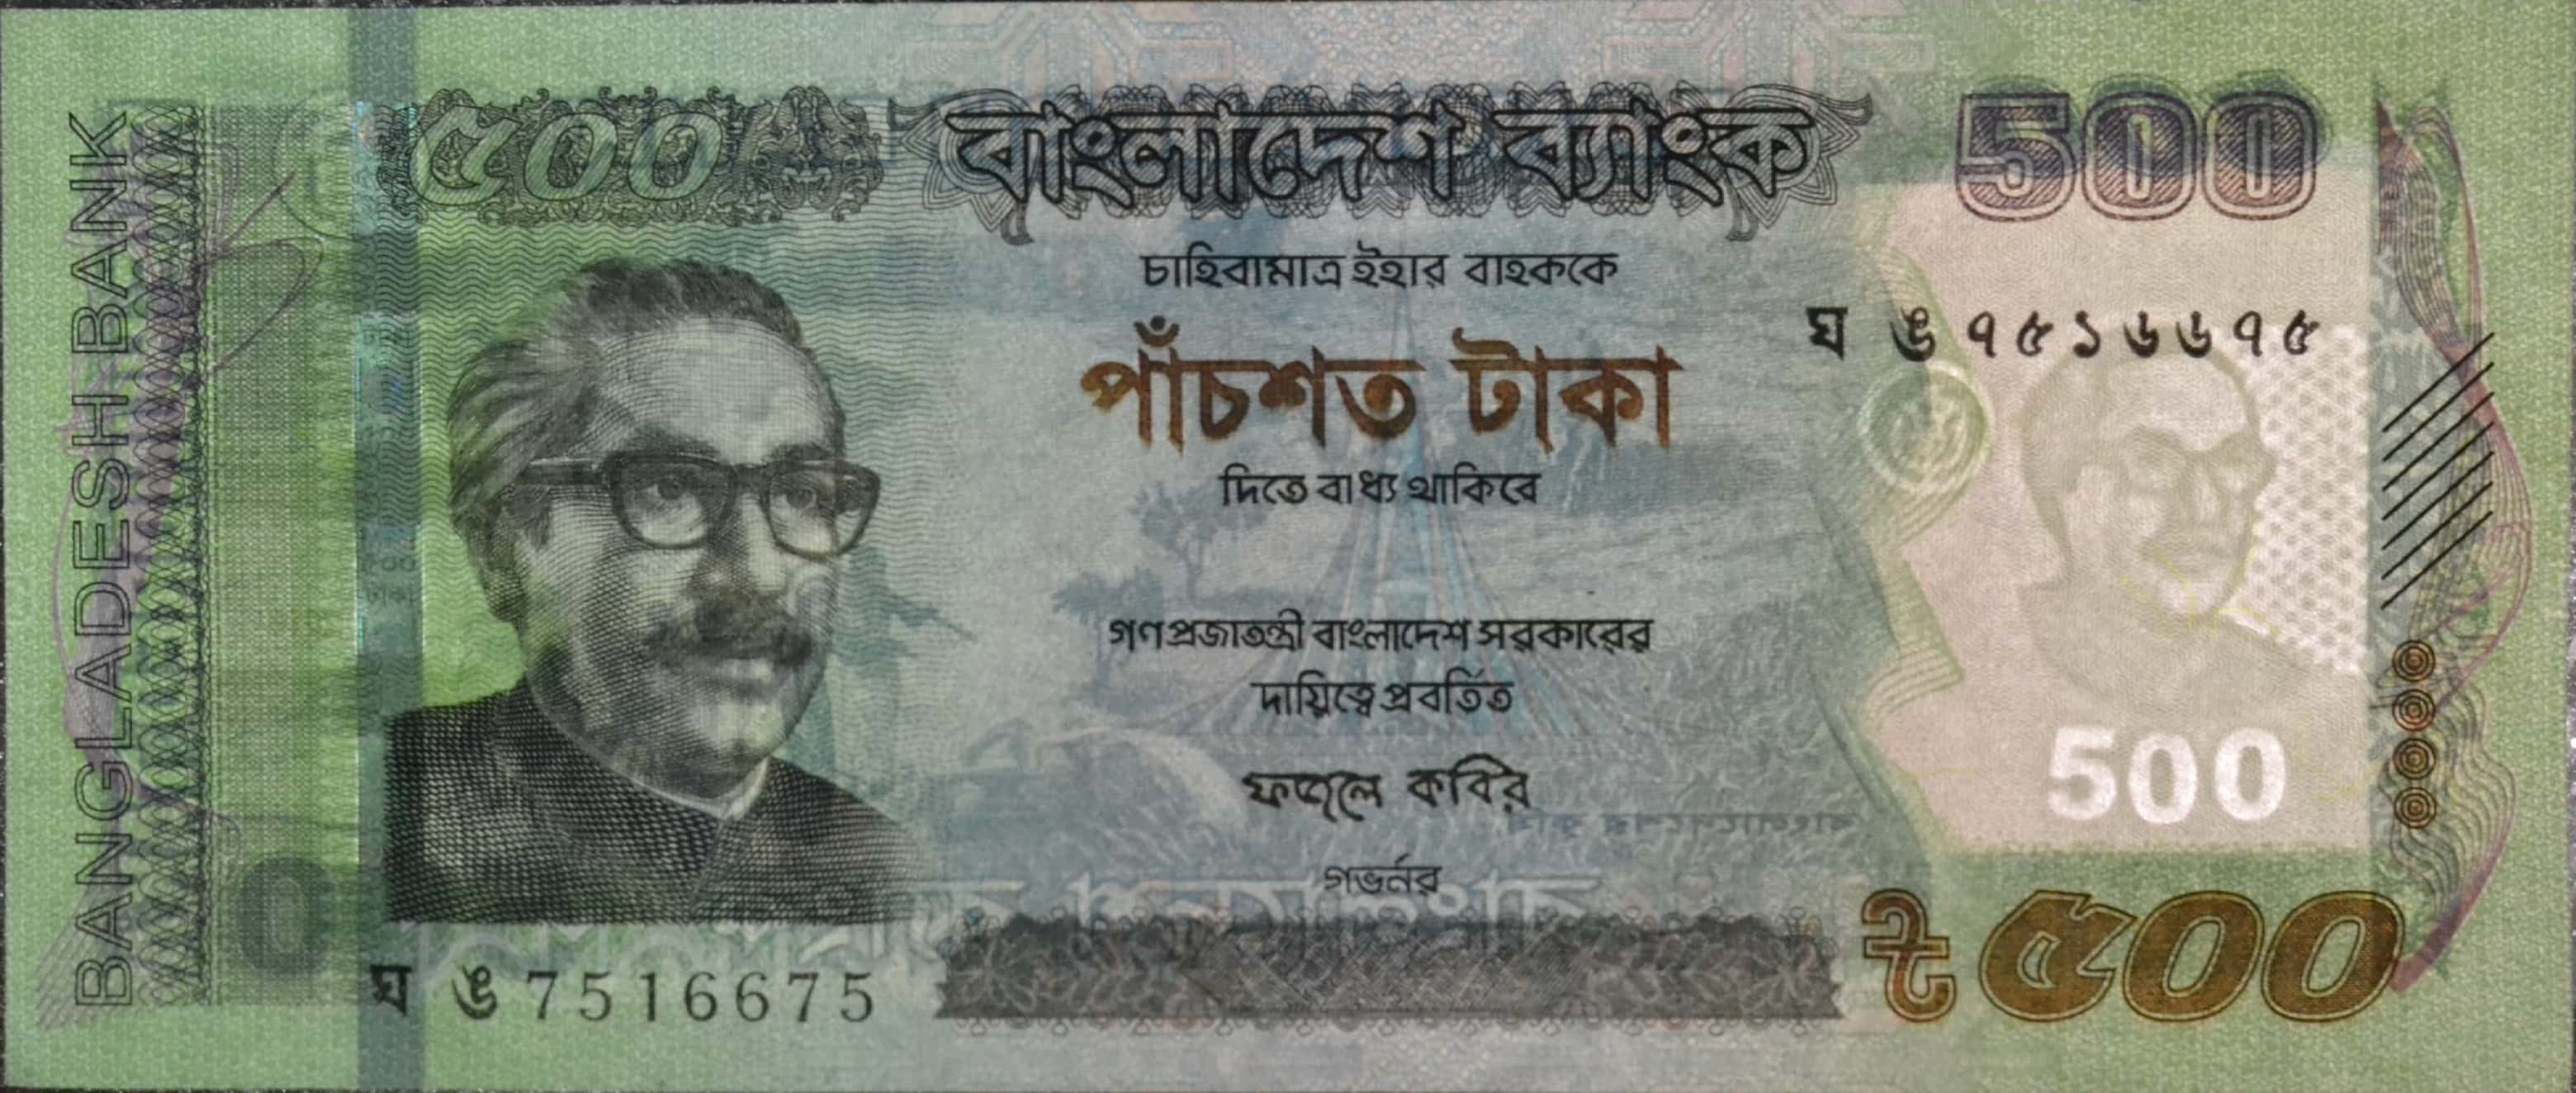 BANGLADESH BANK
৫০০
বাংলাদেশ ব্যাংক
500
চাহিবামাত্র ইহার বাহককে
ঘ ঙ ৭৫১৬৬৭৫
পাঁচশত টাকা
দিতে বাধ্য থাকিবে
গণপ্রজাতন্ত্রী বাংলাদেশ সরকারের
দায়িত্বে প্রবর্তিত
ফজলে কবির
500
গভর্নর
ঘ ঙ 7516675
৳ ৫০০